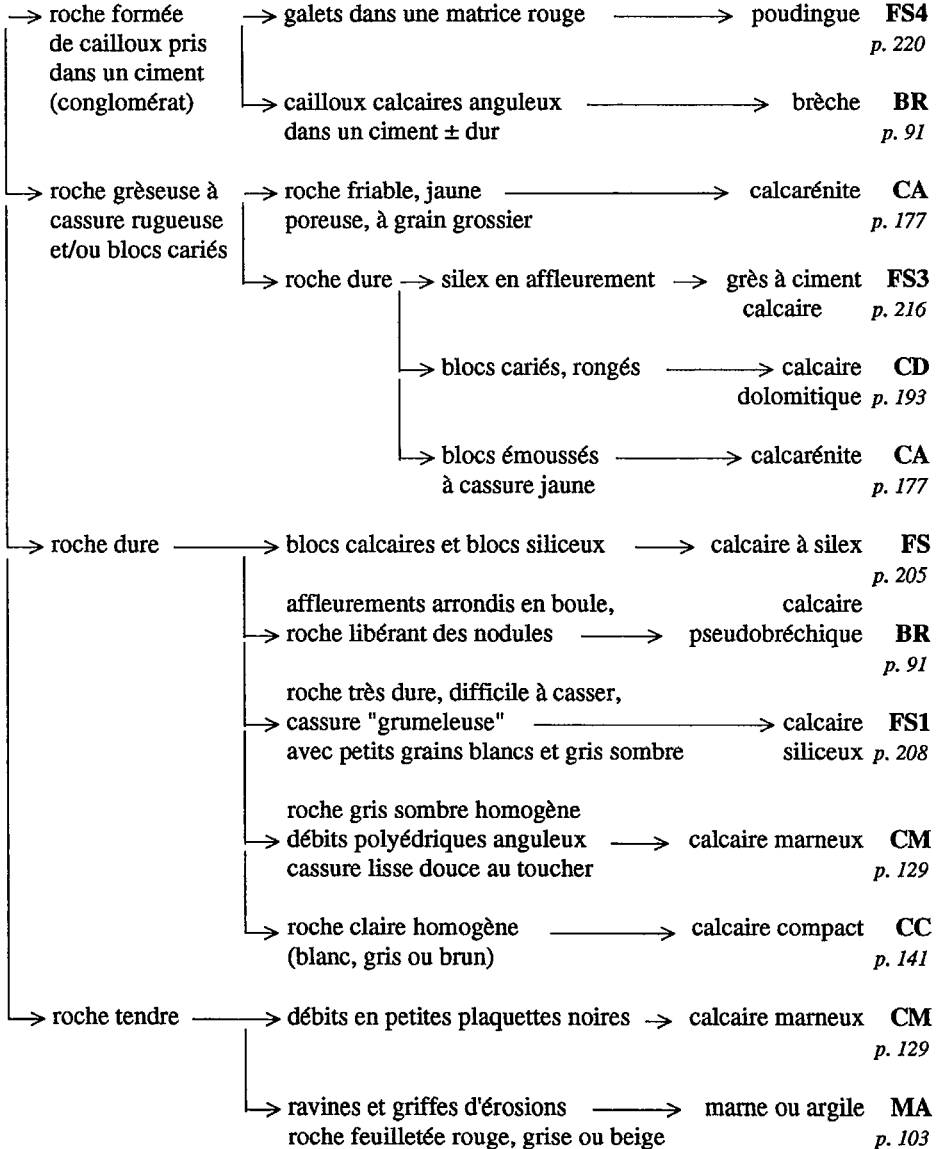 → roche formée → galets dans une matrice rouge → poudingue FS4
de cailloux pris p. 220
dans un ciment
(conglomérat) → cailloux calcaires anguleux → brèche BR
dans un ciment ± dur p. 91
→ roche grèseuse à → roche friable, jaune → calcarénite CA
cassure rugueuse poreuse, à grain grossier p. 177
et/ou blocs cariés
→ roche dure → silex en affleurement → grès à ciment FS3
calcaire p. 216
→ blocs cariés, rongés → calcaire CD
dolomitique p. 193
→ blocs émoussés → calcarénite CA
à cassure jaune p. 177
→ roche dure → blocs calcaires et blocs siliceux → calcaire à silex FS
p. 205
affleurements arrondis en boule, calcaire
→ roche libérant des nodules → pseudobréchique BR
p. 91
roche très dure, difficile à casser,
→ cassure "grumeleuse" → calcaire FS1
avec petits grains blancs et gris sombre siliceux p. 208
roche gris sombre homogène
→ débits polyédriques anguleux → calcaire marneux CM
cassure lisse douce au toucher p. 129
→ roche claire homogène → calcaire compact CC
(blanc, gris ou brun) p. 141
→ roche tendre → débits en petites plaquettes noires → calcaire marneux CM
p. 129
→ ravines et griffes d'érosions → marne ou argile MA
roche feuilletée rouge, grise ou beige p. 103